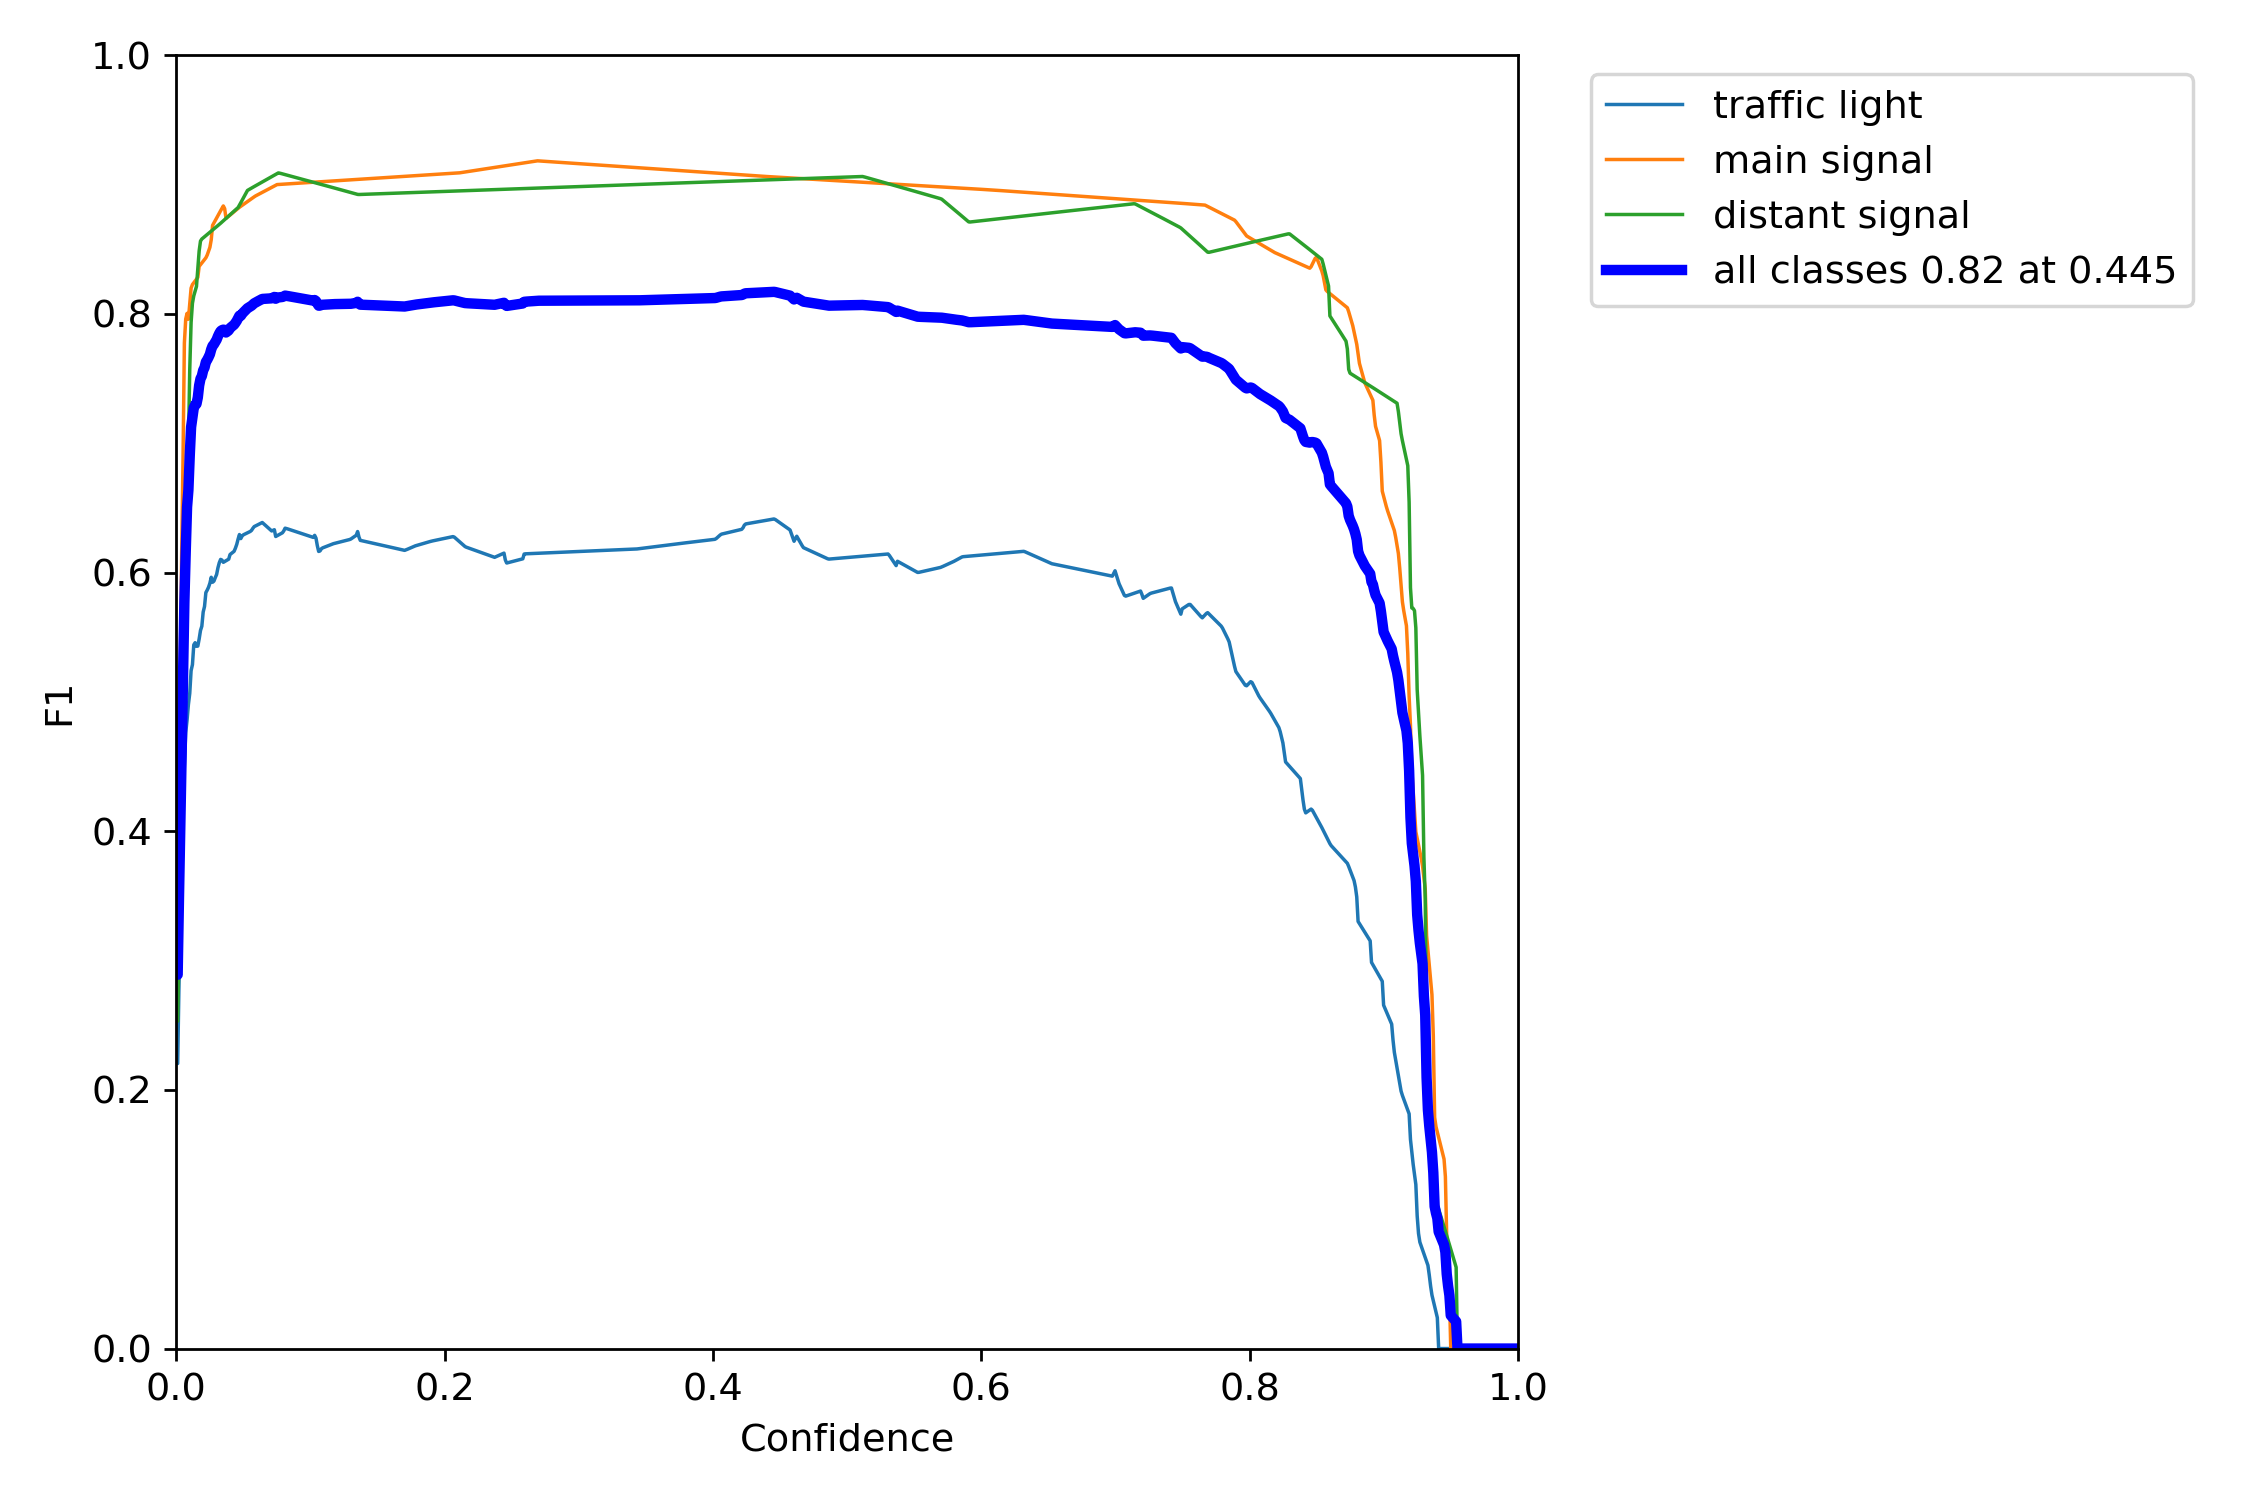 1.0
0.8
0.6
0.4
0.2
0.0
F1
0.0 0.2 0.4 0.6 0.8 1.0
Confidence
traffic light
main signal
distant signal
all classes 0.82 at 0.445